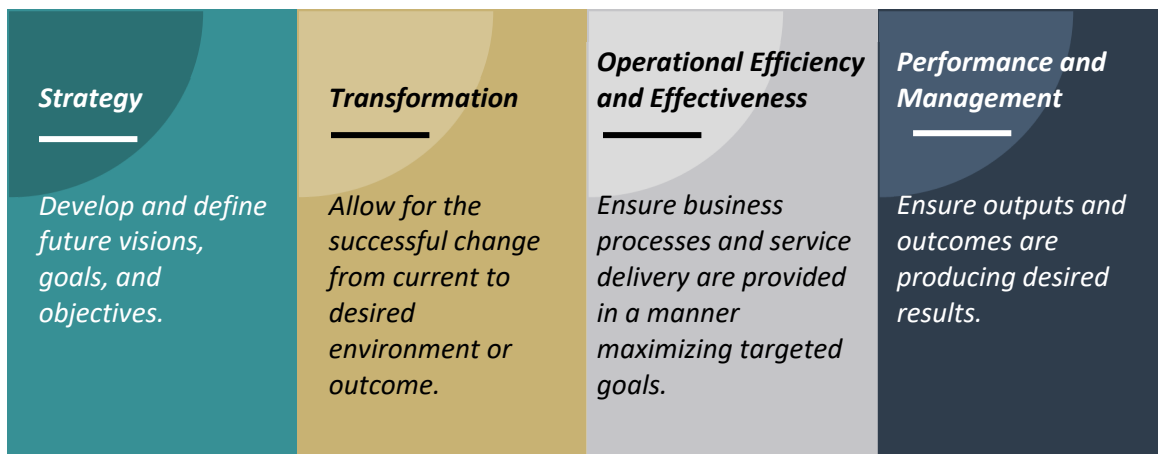 Strategy
Develop and define
future visions,
goals, and
objectives.
Transformation
Allow for the
successful change
from current to
desired
environment or
outcome.
Operational Efficiency
and Effectiveness
Ensure business
processes and service
delivery are provided
in a manner
maximizing targeted
goals.
Performance and
Management
Ensure outputs and
outcomes are
producing desired
results.